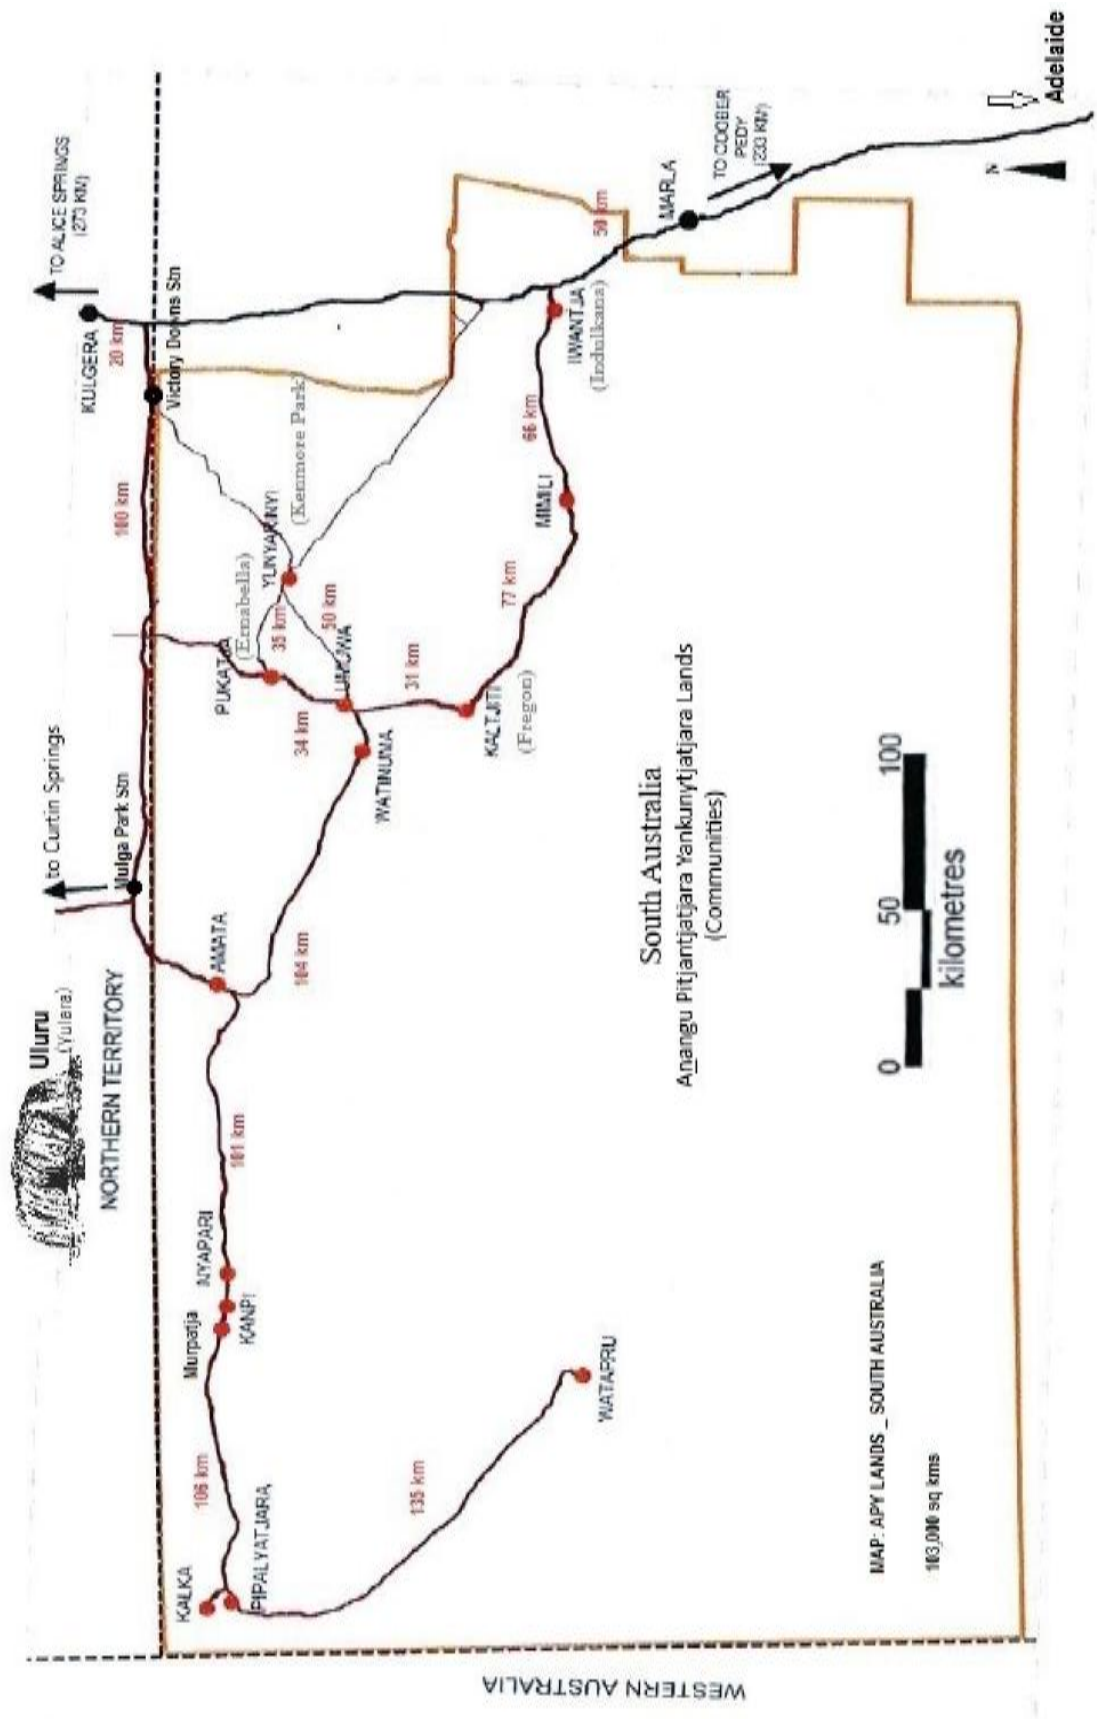 Uluru
(Yulara)
to Curtin Springs
TO ALICE SPRINGS
(273 KM)
NORTHERN TERRITORY
Mulga Park Stn
100 km
KULGERA
20 km
Victory Downs Stn
KALKA
106 km
Murpatja
NYAPARI
KANPI
101 km
AMATA
PIPALYATJARA
104 km
PUKATJA
(Ernabella)
35 km
YUNYARINYI
(Kenmore Park)
34 km
UMUWA
50 km
WATINUMA
31 km
135 km
KALTJITI
(Fregon)
77 km
MIMILI
66 km
IWANTJA
(Indulkana)
50 km
MARLA
TO COOBER
PEDY
(233 KM)
WATARRU
South Australia
Anangu Pitjantjatjara Yankunytjatjara Lands
(Communities)
0
50
100
kilometres
N
Adelaide
MAP: APY LANDS _ SOUTH AUSTRALIA
103,000 sq kms
WESTERN AUSTRALIA